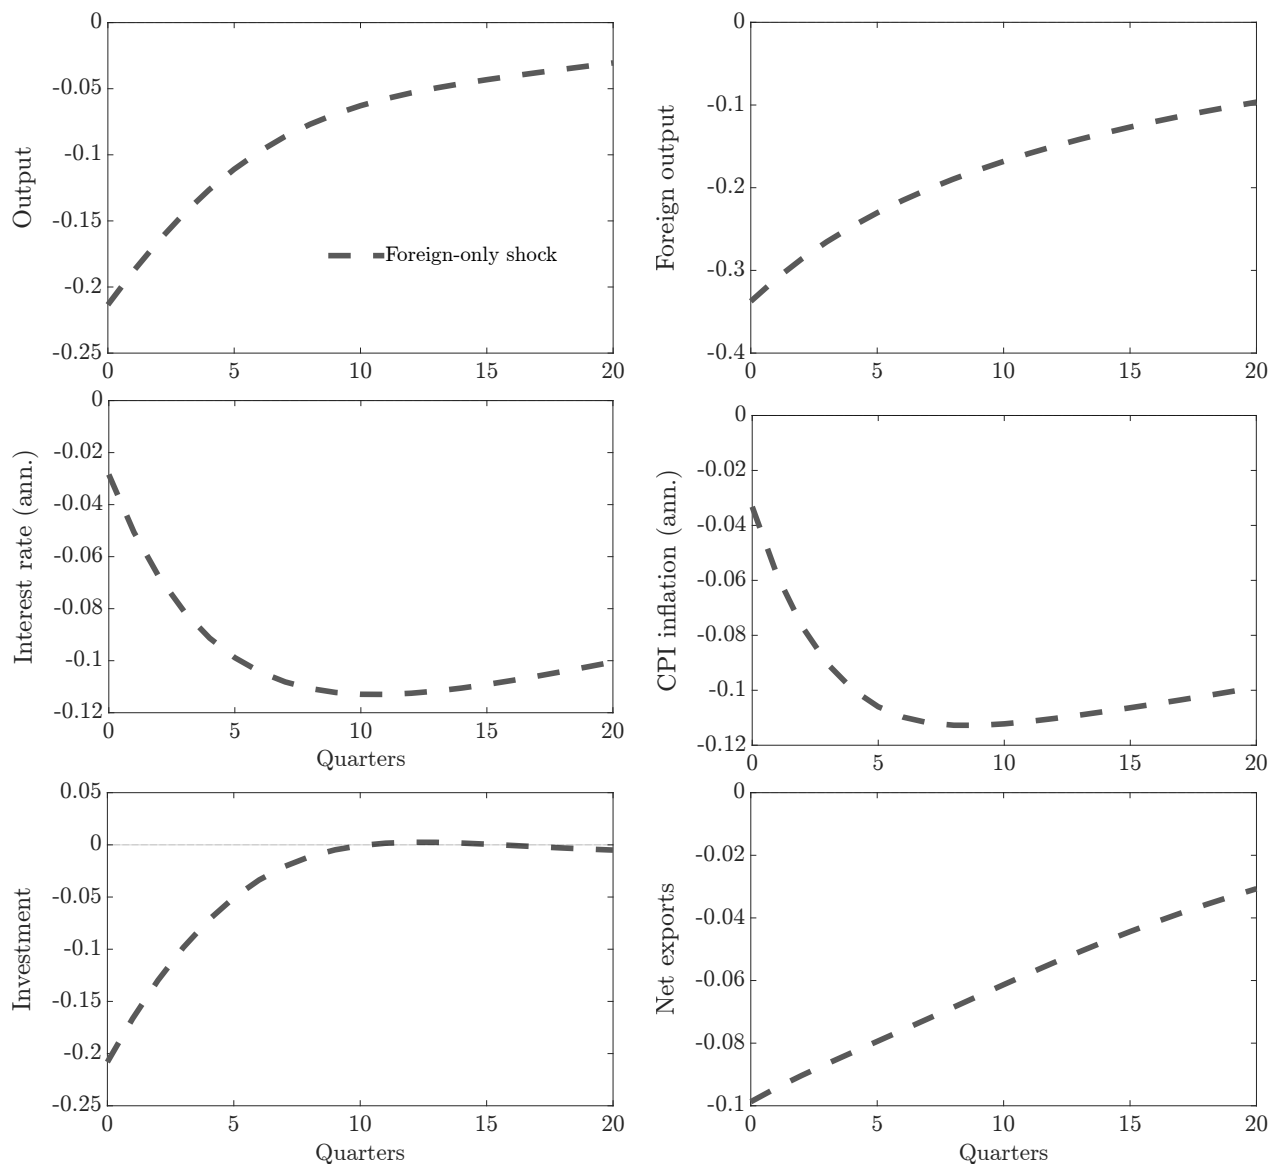 Output
0
-0.05
-0.1
-0.15
-0.2
-0.25
0 5 10 15 20
Foreign-only shock
Foreign output
0
-0.1
-0.2
-0.3
-0.4
0 5 10 15 20
Interest rate (ann.)
0
-0.02
-0.04
-0.06
-0.08
-0.1
-0.12
0 5 10 15 20
Quarters
CPI inflation (ann.)
0
-0.02
-0.04
-0.06
-0.08
-0.1
-0.12
0 5 10 15 20
Investment
0.05
0
-0.05
-0.1
-0.15
-0.2
-0.25
0 5 10 15 20
Quarters
Net exports
0
-0.02
-0.04
-0.06
-0.08
-0.1
0 5 10 15 20
Quarters